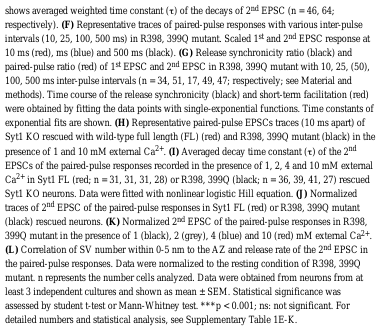 shows averaged weighted time constant (τ) of the decays of 2nd EPSC (n = 46, 64;
respectively). (F) Representative traces of paired-pulse responses with various inter-pulse
intervals (10, 25, 100, 500 ms) in R398, 399Q mutant. Scaled 1st and 2nd EPSC response at
10 ms (red), ms (blue) and 500 ms (black). (G) Release synchronicity ratio (black) and
paired-pulse ratio (red) of 1st EPSC and 2nd EPSC in R398, 399Q mutant with 10, 25, (50),
100, 500 ms inter-pulse intervals (n = 34, 51, 17, 49, 47; respectively; see Material and
methods). Time course of the release synchronicity (black) and short-term facilitation (red)
were obtained by fitting the data points with single-exponential functions. Time constants of
exponential fits are shown. (H) Representative paired-pulse EPSCs traces (10 ms apart) of
Syt1 KO rescued with wild-type full length (FL) (red) and R398, 399Q mutant (black) in the
presence of 1 and 10 mM external Ca2+. (I) Averaged decay time constant (τ) of the 2nd
EPSCs of the paired-pulse responses recorded in the presence of 1, 2, 4 and 10 mM external
Ca2+ in Syt1 FL (red; n = 31, 31, 31, 28) or R398, 399Q (black; n = 36, 39, 41, 27) rescued
Syt1 KO neurons. Data were fitted with nonlinear logistic Hill equation. (J) Normalized
traces of 2nd EPSC of the paired-pulse responses in Syt1 FL (red) or R398, 399Q mutant
(black) rescued neurons. (K) Normalized 2nd EPSC of the paired-pulse responses in R398,
399Q mutant in the presence of 1 (black), 2 (grey), 4 (blue) and 10 (red) mM external Ca2+.
(L) Correlation of SV number within 0-5 nm to the AZ and release rate of the 2nd EPSC in
the paired-pulse responses. Data were normalized to the resting condition of R398, 399Q
mutant. n represents the number cells analyzed. Data were obtained from neurons from at
least 3 independent cultures and shown as mean ± SEM. Statistical significance was
assessed by student t-test or Mann-Whitney test. ***p < 0.001; ns: not significant. For
detailed numbers and statistical analysis, see Supplementary Table 1E-K.